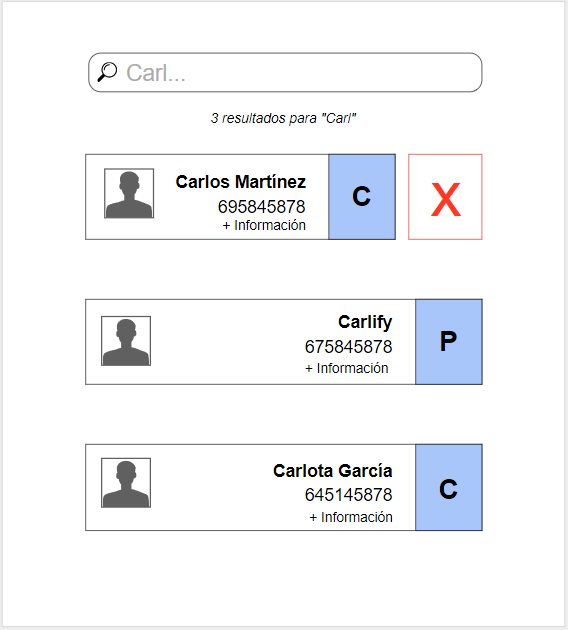 Carl...
3 resultados para "Carl"
Carlos Martínez
695845878
+ Información
C
X
Carlify
675845878
+ Información
P
Carlota García
645145878
+ Información
C